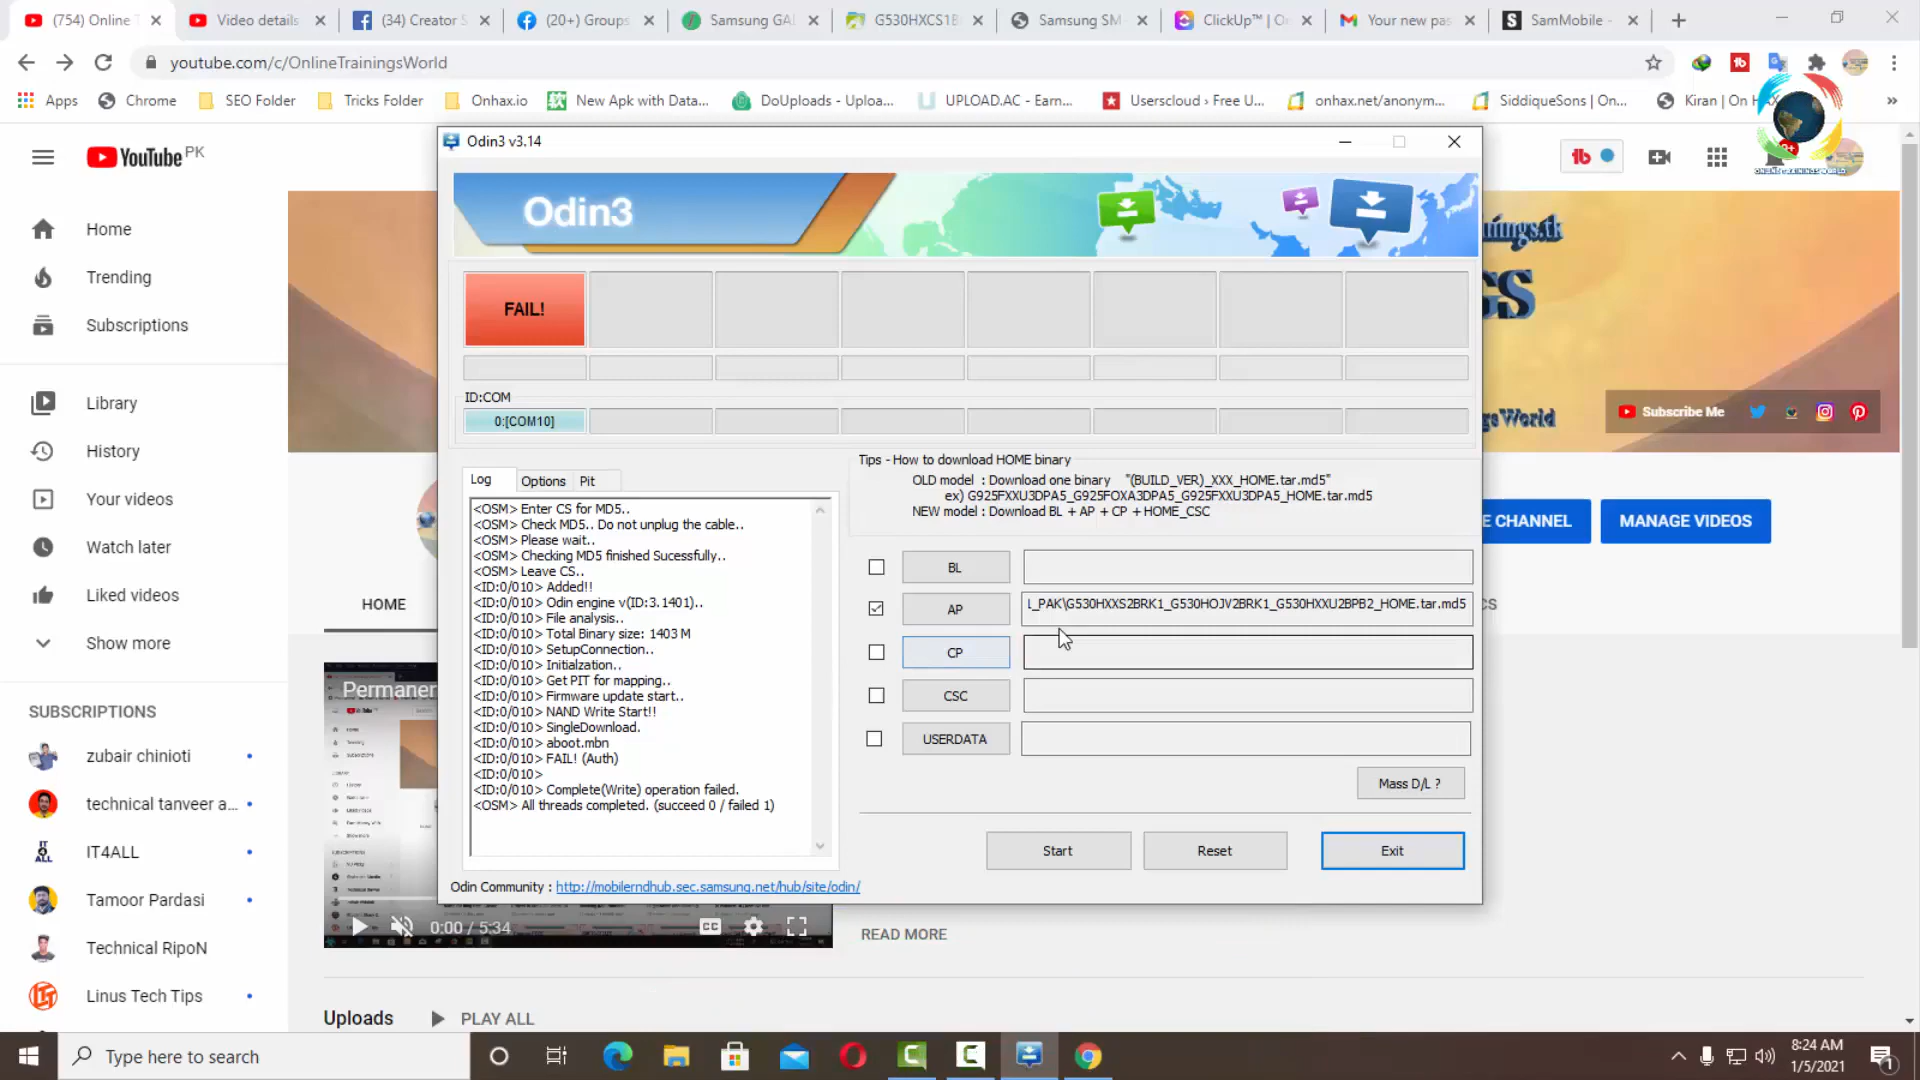 (754) Online T
Video details
(34) Creator S
(20+) Groups
Samsung GAL
G530HXCS1B
Samsung SM-
ClickUp™ | O
Your new pas
SamMobile -
youtube.com/c/OnlineTrainingsWorld
Apps
Chrome
SEO Folder
Tricks Folder
Onhax.io
New Apk with Data...
DoUploads - Uploa...
UPLOAD.AC - Earn...
Userscloud › Free U...
onhax.net/anonym...
SiddiqueSons | On...
Kiran | On HAX
»
YouTube PK
ONLINE TRAININGS WORLD
Home
Trending
Subscriptions
Library
History
Your videos
Watch later
Liked videos
Show more
SUBSCRIPTIONS
zubair chinioti
technical tanveer a...
IT4ALL
Tamoor Pardasi
Technical RipoN
Linus Tech Tips
Odin3 v3.14
Odin3
FAIL!
ID:COM
0:[COM10]
Log
Options
Pit
<OSM> Enter CS for MD5..
<OSM> Check MD5.. Do not unplug the cable..
<OSM> Please wait..
<OSM> Checking MD5 finished Sucessfully..
<OSM> Leave CS..
<ID:0/010> Added!!
<ID:0/010> Odin engine v(ID:3.1401)..
<ID:0/010> File analysis..
<ID:0/010> Total Binary size: 1403 M
<ID:0/010> SetupConnection..
<ID:0/010> Initialzation..
<ID:0/010> Get PIT for mapping..
<ID:0/010> Firmware update start..
<ID:0/010> NAND Write Start!!
<ID:0/010> SingleDownload.
<ID:0/010> aboot.mbn
<ID:0/010> FAIL! (Auth)
<ID:0/010>
<ID:0/010> Complete(Write) operation failed.
<OSM> All threads completed. (succeed 0 / failed 1)
Tips - How to download HOME binary
OLD model : Download one binary "(BUILD_VER)_XXX_HOME.tar.md5"
ex) G925FXXU3DPA5_G925FOXA3DPA5_G925FXXU3DPA5_HOME.tar.md5
NEW model : Download BL + AP + CP + HOME_CSC
BL
AP
L_PAK\G530HXXS2BRK1_G530HOJV2BRK1_G530HXXU2BPB2_HOME.tar.md5
CP
CSC
USERDATA
Mass D/L ?
Start
Reset
Exit
Odin Community : http://mobilerndhub.sec.samsung.net/hub/site/odin/
inings.tk
GS
gsWorld
Subscribe Me
E CHANNEL
MANAGE VIDEOS
HOME
Permaner
0:00 / 5:34
CC
READ MORE
Uploads
PLAY ALL
Type here to search
8:24 AM
1/5/2021
1